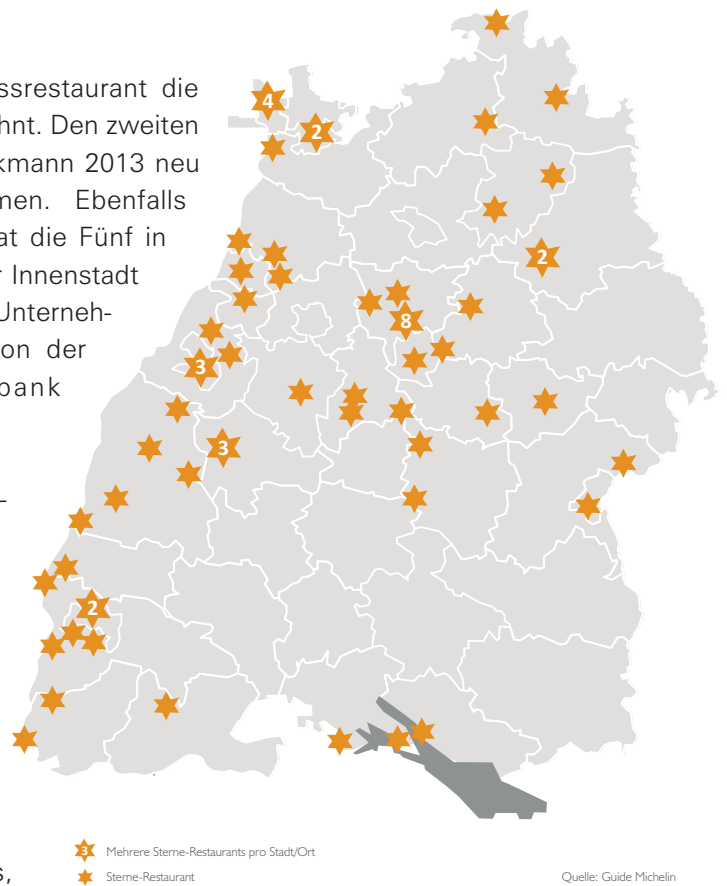 ssrestaurant die
hnt. Den zweiten
kmann 2013 neu
men. Ebenfalls
at die Fünf in
r Innenstadt
Unterneh-
on der
bank
–
s,
4
2
2
8
3
3
2
3 Mehrere Sterne-Restaurants pro Stadt/Ort
Sterne-Restaurant
Quelle: Guide Michelin